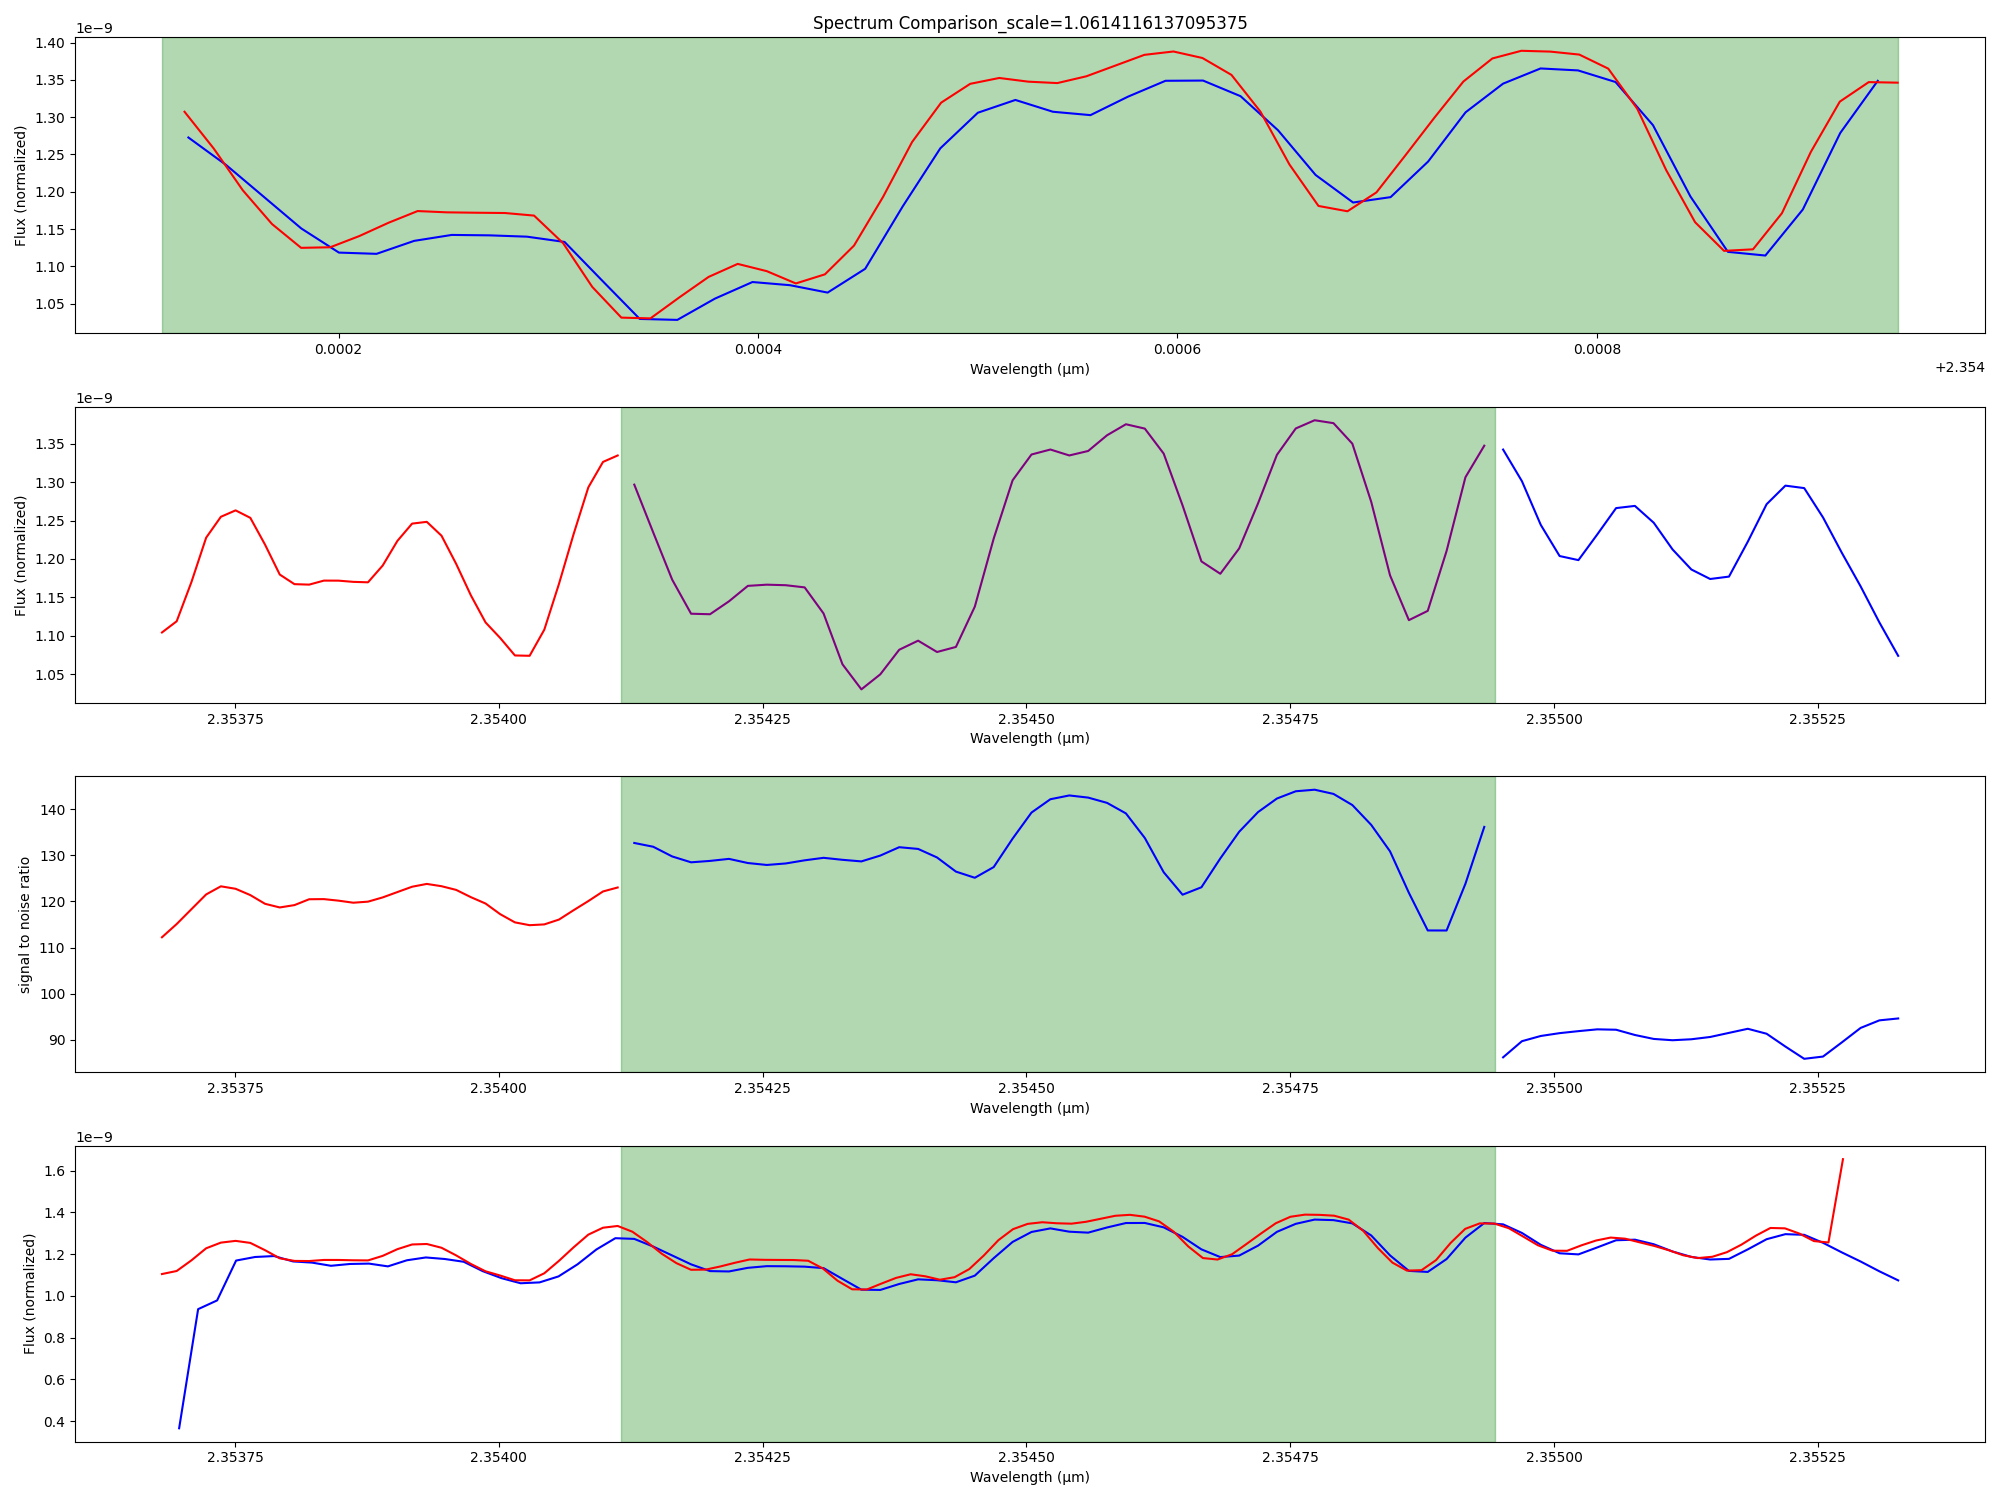 Spectrum Comparison_scale=1.0614116137095375
1e−9
1.40
1.35
1.30
1.25
1.20
1.15
1.10
1.05
Flux (normalized)
0.0002 0.0004 0.0006 0.0008
+2.354
Wavelength (μm)
1e−9
1.35
1.30
1.25
1.20
1.15
1.10
1.05
Flux (normalized)
2.35375 2.35400 2.35425 2.35450 2.35475 2.35500 2.35525
Wavelength (μm)
140
130
120
110
100
90
signal to noise ratio
2.35375 2.35400 2.35425 2.35450 2.35475 2.35500 2.35525
Wavelength (μm)
1e−9
1.6
1.4
1.2
1.0
0.8
0.6
0.4
Flux (normalized)
2.35375 2.35400 2.35425 2.35450 2.35475 2.35500 2.35525
Wavelength (μm)